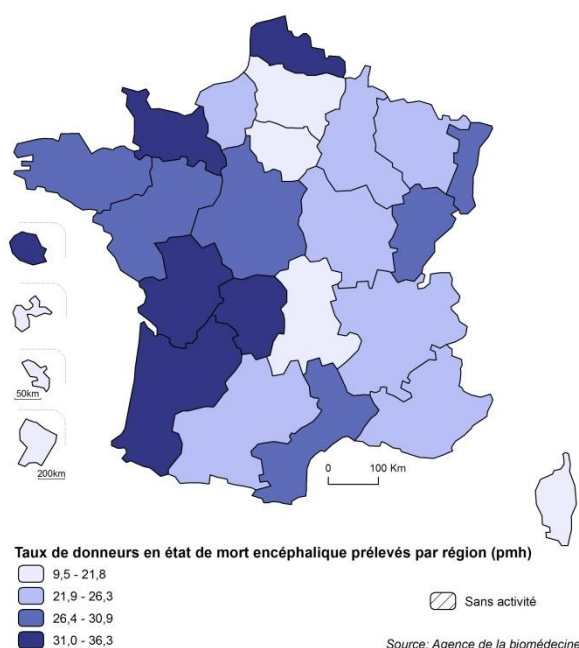 50km
200km
0 100 Km
Taux de donneurs en état de mort encéphalique prélevés par région (pmh)
9,5 - 21,8
21,9 - 26,3
26,4 - 30,9
31,0 - 36,3
Sans activité
Source: Agence de la biomédecine